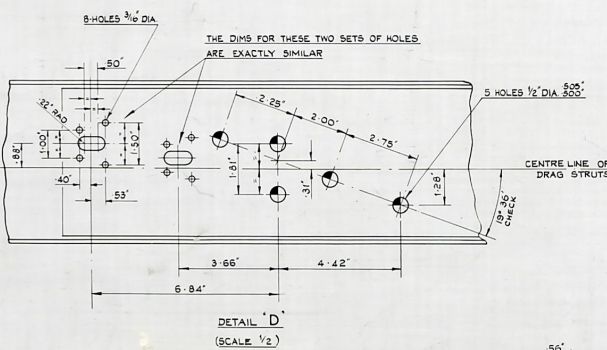 8·HOLES 3/16" DIA.
THE DIMS FOR THESE TWO SETS OF HOLES
ARE EXACTLY SIMILAR
·50"
5 HOLES 1/2" DIA. ·505" ·500"
2·25"
2·00"
2·75"
·22" RAD
1·00"
·88"
1·50"
1·81"
·31"
1·28"
·40"
·53"
CENTRE LINE OF
DRAG STRUTS
19° 36'
CHECK
3·66"
4·42"
6·84"
DETAIL 'D'
(SCALE 1/2)
·56"